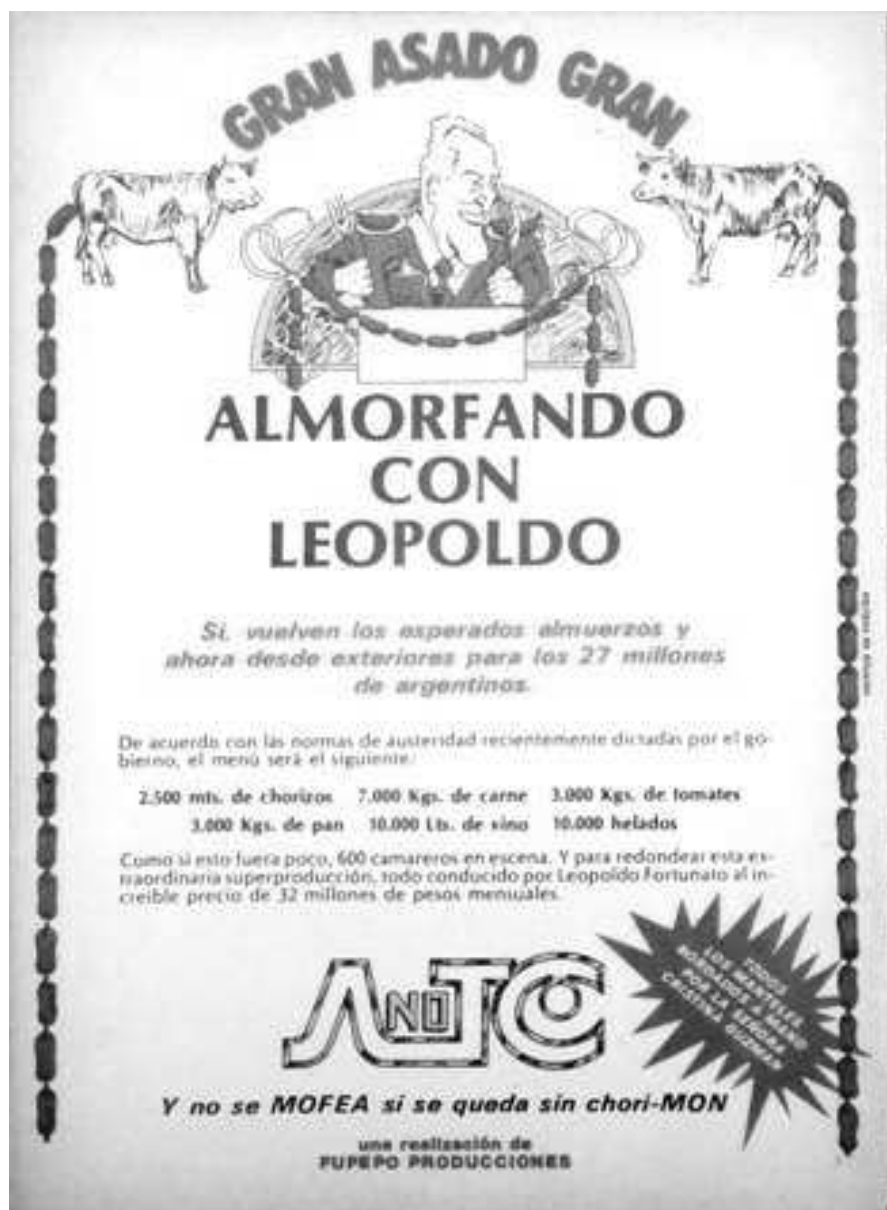 GRAN ASADO GRAN
ALMORFANDO
CON
LEOPOLDO
Si, vuelven los esperados almuerzos y
ahora desde exteriores para los 27 millones
de argentinos.
De acuerdo con las normas de austeridad recientemente dictadas por el go-
bierno, el menú será el siguiente:
2.500 mts. de chorizos 7.000 Kgs. de carne 3.000 Kgs. de tomates
3.000 Kgs. de pan 10.000 Lts. de vino 10.000 helados
Como si esto fuera poco, 600 camareros en escena. Y para redondear esta ex-
traordinaria superproducción, todo conducido por Leopoldo Fortunato al in-
creíble precio de 32 millones de pesos mensuales.
TODOS
LOS MANTELES
BORDADOS A MANO
POR LA SEÑORA
CRISTINA GUZMAN
AND TC
Y no se MOFEA si se queda sin chori-MON
una realización de
FUPEPO PRODUCCIONES